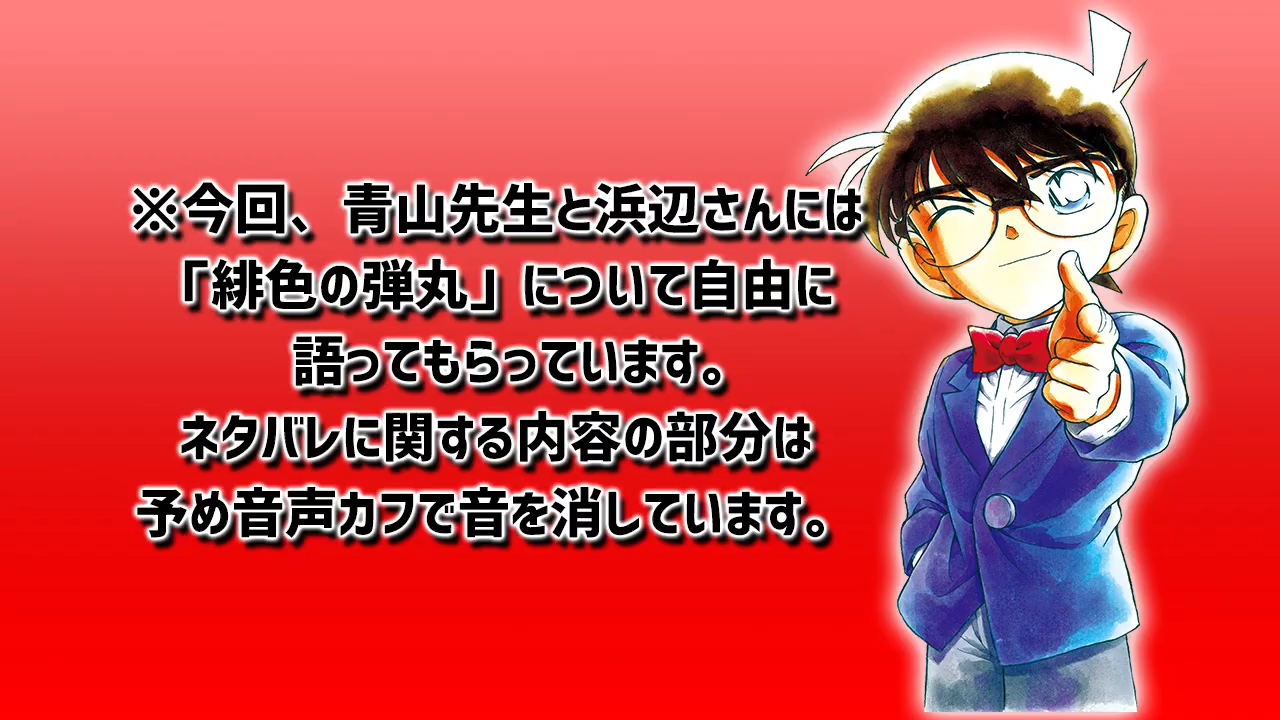 ※今回、青山先生と浜辺さんには
「緋色の弾丸」について自由に
語ってもらっています。
ネタバレに関する内容の部分は
予め音声カフで音を消しています。